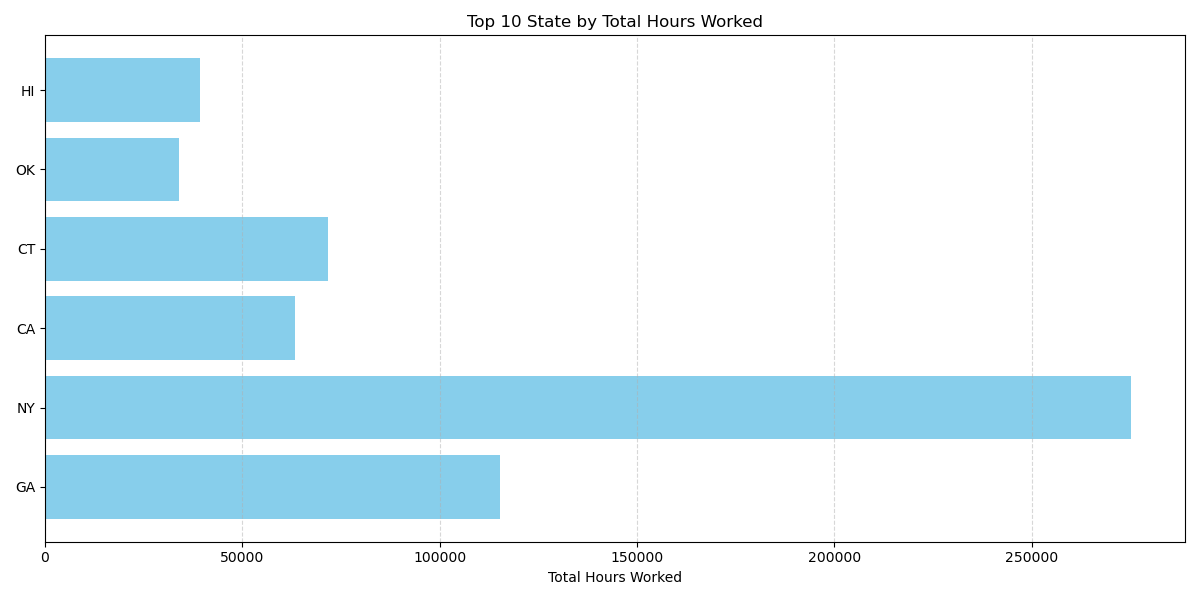 Top 10 State by Total Hours Worked
HI
OK
CT
CA
NY
GA
0 50000 100000 150000 200000 250000
Total Hours Worked